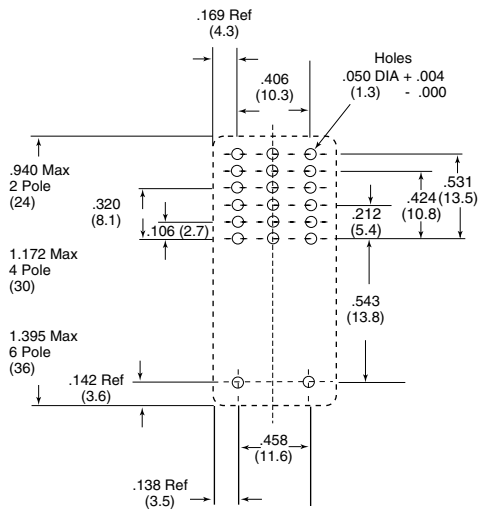 .169 Ref
(4.3)
.406
(10.3)
Holes
.050 DIA + .004
(1.3) - .000
.940 Max
2 Pole
(24)
.320
(8.1)
.106 (2.7)
.531
(13.5)
.424
(10.8)
.212
(5.4)
1.172 Max
4 Pole
(30)
.543
(13.8)
1.395 Max
6 Pole
(36)
.142 Ref
(3.6)
.458
(11.6)
.138 Ref
(3.5)